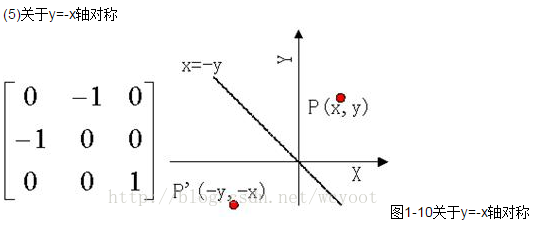 (5)关于y=-x轴对称
0 -1 0
-1 0 0
0 0 1
x=-y
Y
P(x,y)
X
P'(-y,-x)
http://blog.csdn.net/weyoot
图1-10关于y=-x轴对称